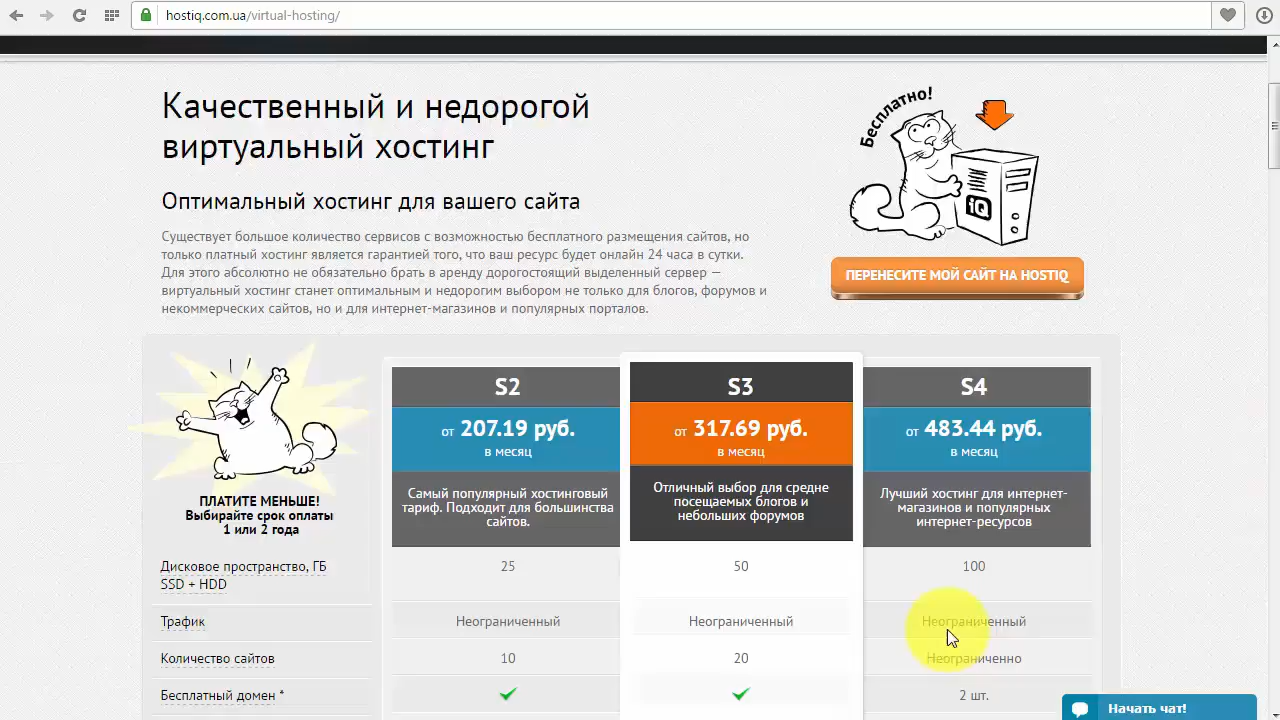 hostiq.com.ua/virtual-hosting/
Качественный и недорогой
виртуальный хостинг
Бесплатно!
iQ
Оптимальный хостинг для вашего сайта
Существует большое количество сервисов с возможностью бесплатного размещения сайтов, но
только платный хостинг является гарантией того, что ваш ресурс будет онлайн 24 часа в сутки.
Для этого абсолютно не обязательно брать в аренду дорогостоящий выделенный сервер —
виртуальный хостинг станет оптимальным и недорогим выбором не только для блогов, форумов и
некоммерческих сайтов, но и для интернет-магазинов и популярных порталов.
ПЕРЕНЕСИТЕ МОЙ САЙТ НА HOSTIQ
ПЛАТИТЕ МЕНЬШЕ!
Выбирайте срок оплаты
1 или 2 года
S2
от 207.19 руб.
в месяц
Самый популярный хостинговый
тариф. Подходит для большинства
сайтов.
S3
от 317.69 руб.
в месяц
Отличный выбор для средне
посещаемых блогов и
небольших форумов
S4
от 483.44 руб.
в месяц
Лучший хостинг для интернет-
магазинов и популярных
интернет-ресурсов
Дисковое пространство, ГБ
SSD + HDD
25 50 100
Трафик Неограниченный Неограниченный Неограниченный
Количество сайтов 10 20 Неограниченно
Бесплатный домен * 2 шт.
Начать чат!